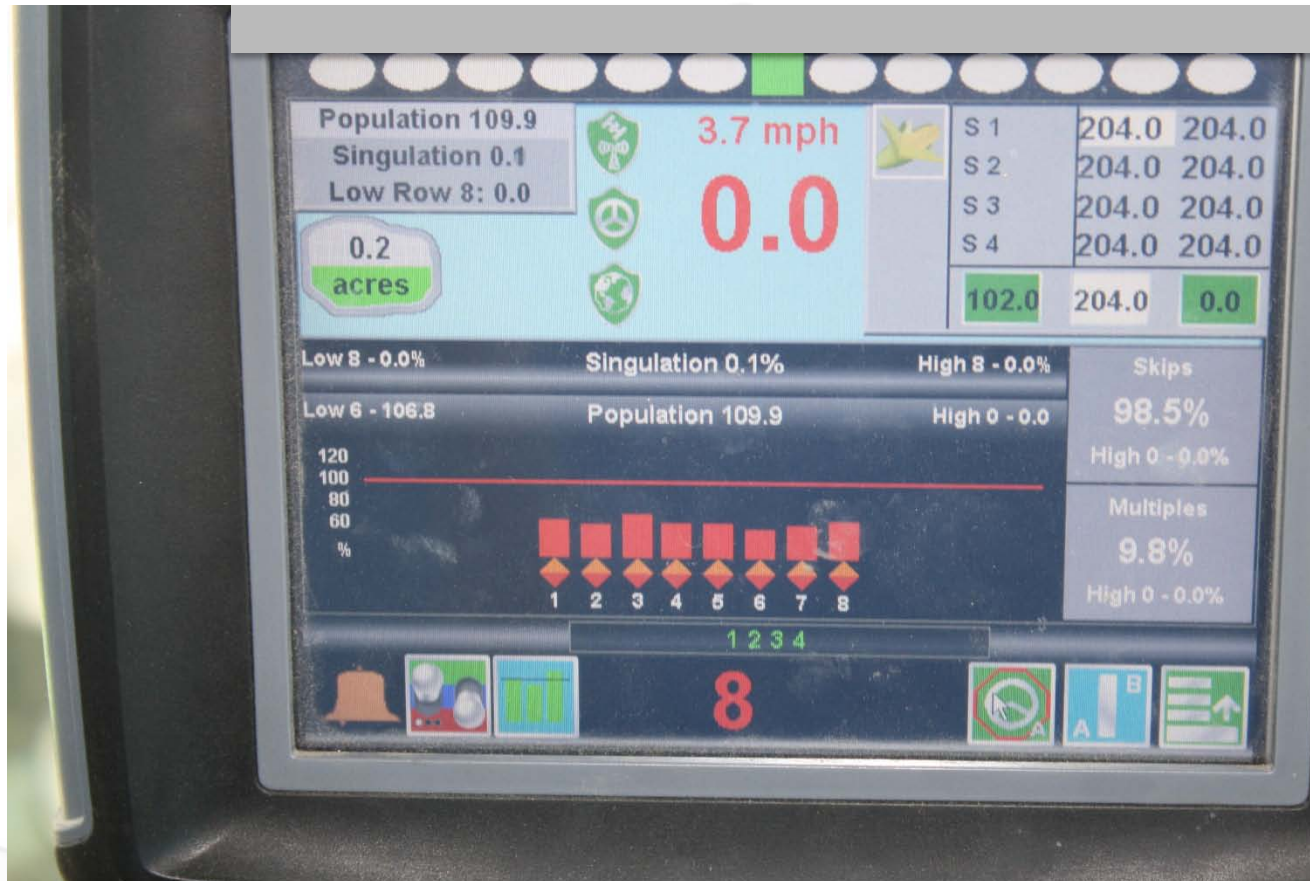 Population 109.9
Singulation 0.1
Low Row 8: 0.0
0.2
acres
3.7 mph
0.0
S 1 204.0 204.0
S 2 204.0 204.0
S 3 204.0 204.0
S 4 204.0 204.0
102.0 204.0 0.0
Low 8 - 0.0% Singulation 0.1% High 8 - 0.0%
Low 6 - 106.8 Population 109.9 High 0 - 0.0
120
100
80
60
%
1 2 3 4 5 6 7 8
Skips
98.5%
High 0 - 0.0%
Multiples
9.8%
High 0 - 0.0%
1 2 3 4
8
A
A B